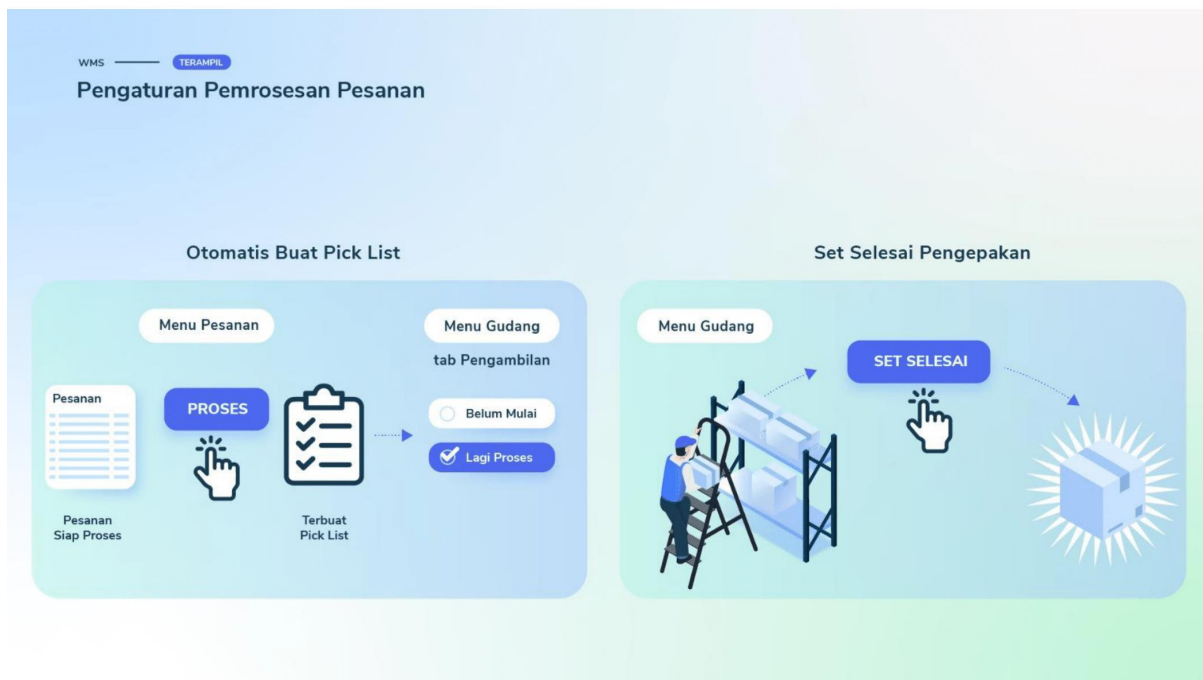 WMS
TERAMPIL
Pengaturan Pemrosesan Pesanan
Otomatis Buat Pick List
Menu Pesanan
Menu Gudang
tab Pengambilan
Pesanan
PROSES
Belum Mulai
Lagi Proses
Pesanan
Siap Proses
Terbuat
Pick List
Set Selesai Pengepakan
Menu Gudang
SET SELESAI